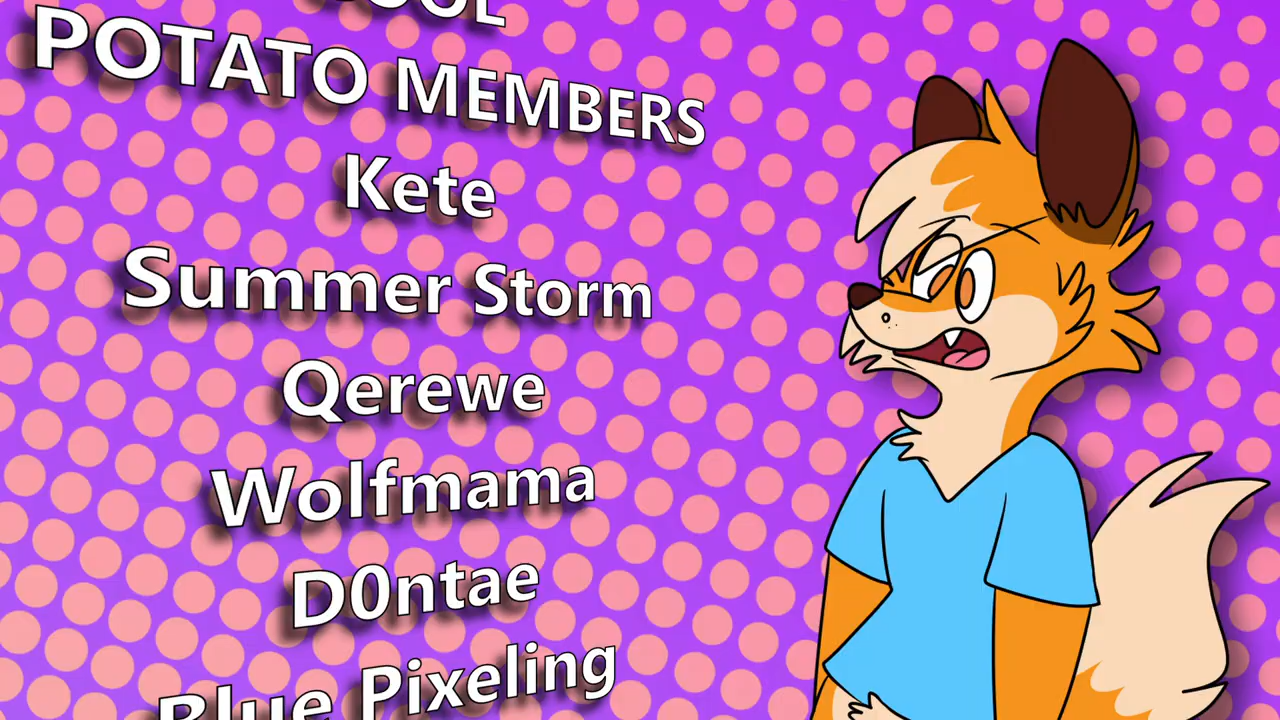 POTATO MEMBERS
Kete
Summer Storm
Qerewe
Wolfmama
D0ntae
Blue Pixeling